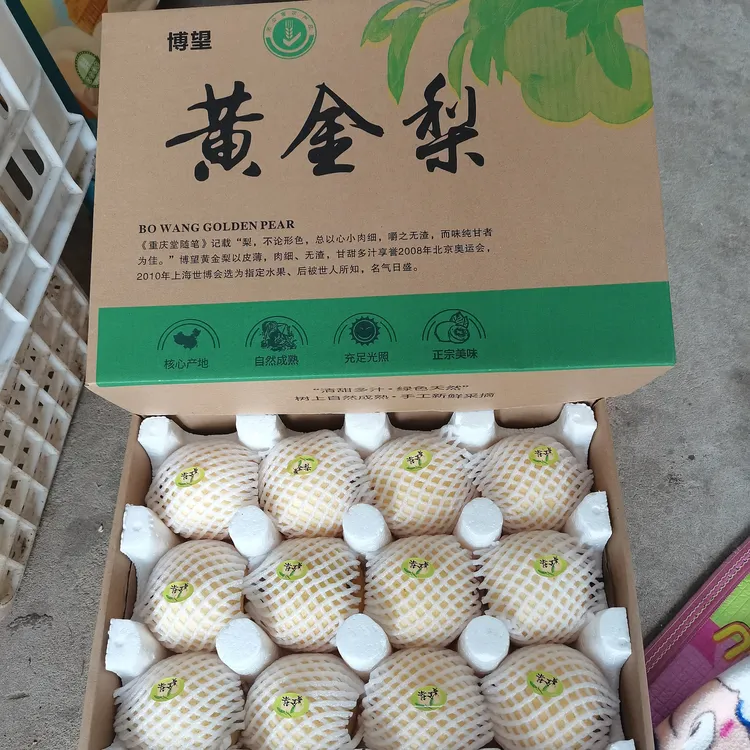 博望
黄金梨
BO WANG GOLDEN PEAR
《重庆堂随笔》记载“梨，不论形色，总以心小肉细，嚼之无渣，而味纯甘者
为佳。”博望黄金梨以皮薄，肉细、无渣，甘甜多汁享誉2008年北京奥运会，
2010年上海世博会选为指定水果、后被世人所知，名气日盛。
核心产地 自然成熟 充足光照 正宗美味
“清甜多汁·绿色天然”
树上自然成熟·手工新鲜采摘